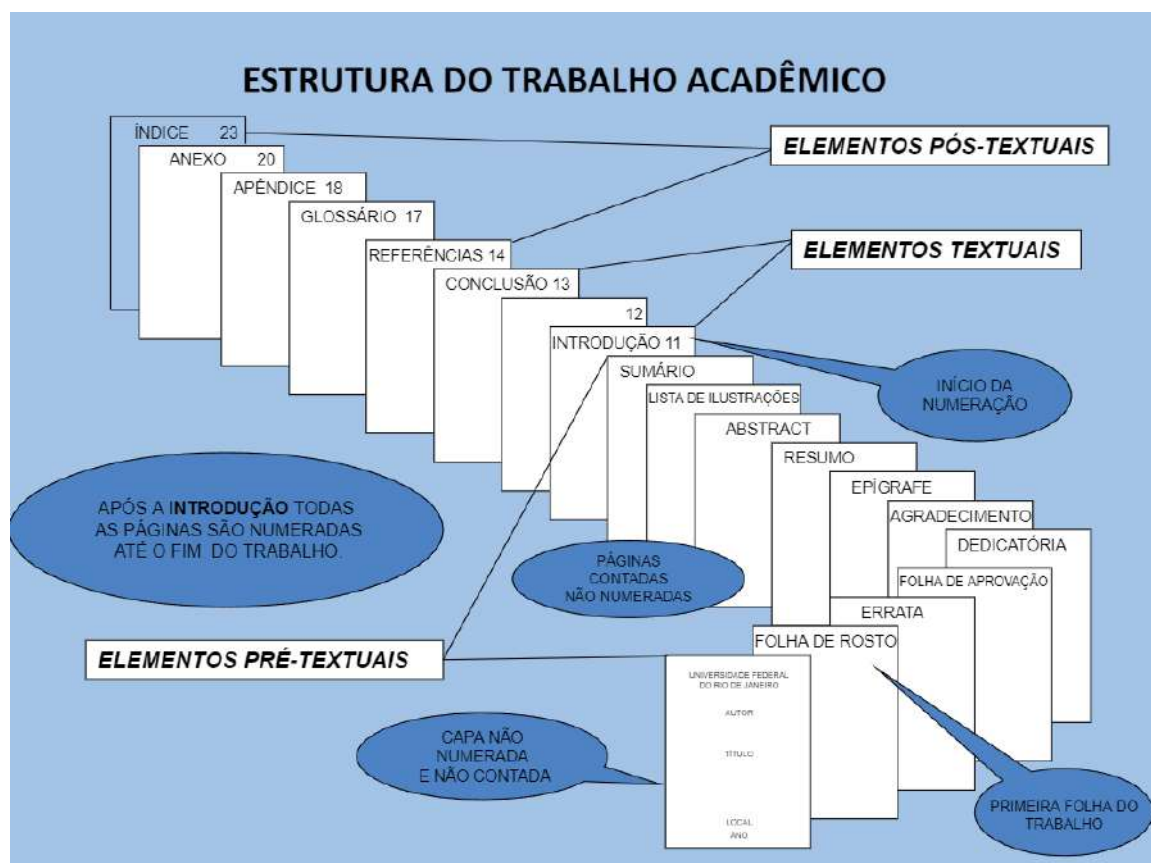 ESTRUTURA DO TRABALHO ACADÊMICO
ÍNDICE 23
ELEMENTOS PÓS-TEXTUAIS
ANEXO 20
APÊNDICE 18
GLOSSÁRIO 17
REFERÊNCIAS 14
ELEMENTOS TEXTUAIS
CONCLUSÃO 13
12
INTRODUÇÃO 11
SUMÁRIO
INÍCIO DA
NUMERAÇÃO
LISTA DE ILUSTRAÇÕES
ABSTRACT
RESUMO
EPÍGRAFE
AGRADECIMENTO
DEDICATÓRIA
FOLHA DE APROVAÇÃO
ERRATA
FOLHA DE ROSTO
APÓS A INTRODUÇÃO TODAS
AS PÁGINAS SÃO NUMERADAS
ATÉ O FIM DO TRABALHO.
PÁGINAS
CONTADAS
NÃO NUMERADAS
ELEMENTOS PRÉ-TEXTUAIS
UNIVERSIDADE FEDERAL
DO RIO DE JANEIRO
AUTOR
TÍTULO
LOCAL
ANO
CAPA NÃO
NUMERADA
E NÃO CONTADA
PRIMEIRA FOLHA DO
TRABALHO